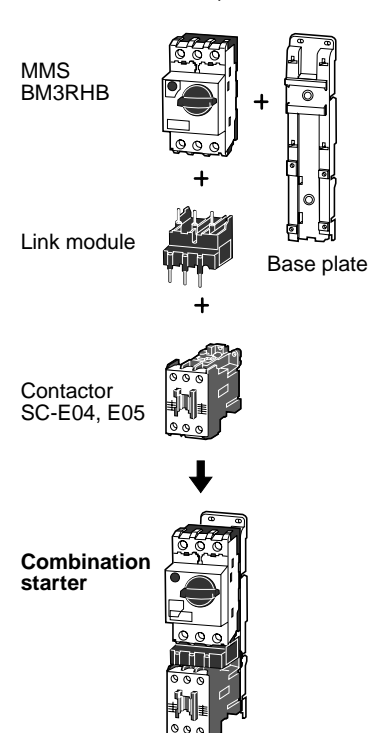 MMS
BM3RHB
+
+
Link module
Base plate
+
Contactor
SC-E04, E05
Combination
starter